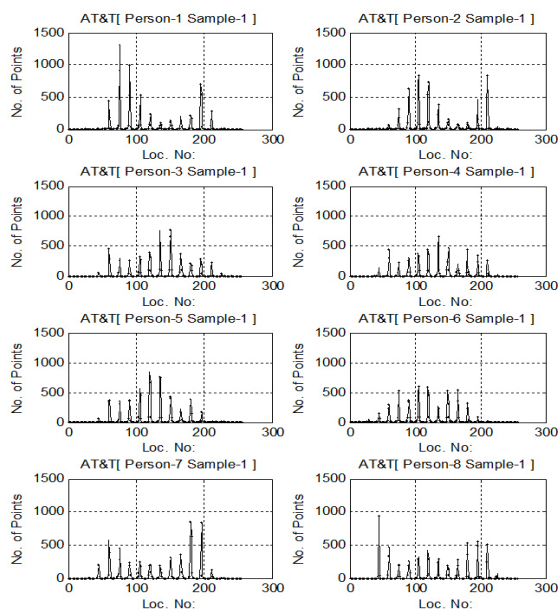 AT&T[ Person-1 Sample-1 ]
No. of Points
1500
1000
500
0
0 100 200 300
Loc. No:
AT&T[ Person-2 Sample-1 ]
No. of Points
1500
1000
500
0
0 100 200 300
Loc. No:
AT&T[ Person-3 Sample-1 ]
No. of Points
1500
1000
500
0
0 100 200 300
Loc. No:
AT&T[ Person-4 Sample-1 ]
No. of Points
1500
1000
500
0
0 100 200 300
Loc. No:
AT&T[ Person-5 Sample-1 ]
No. of Points
1500
1000
500
0
0 100 200 300
Loc. No:
AT&T[ Person-6 Sample-1 ]
No. of Points
1500
1000
500
0
0 100 200 300
Loc. No:
AT&T[ Person-7 Sample-1 ]
No. of Points
1500
1000
500
0
0 100 200 300
Loc. No:
AT&T[ Person-8 Sample-1 ]
No. of Points
1500
1000
500
0
0 100 200 300
Loc. No: